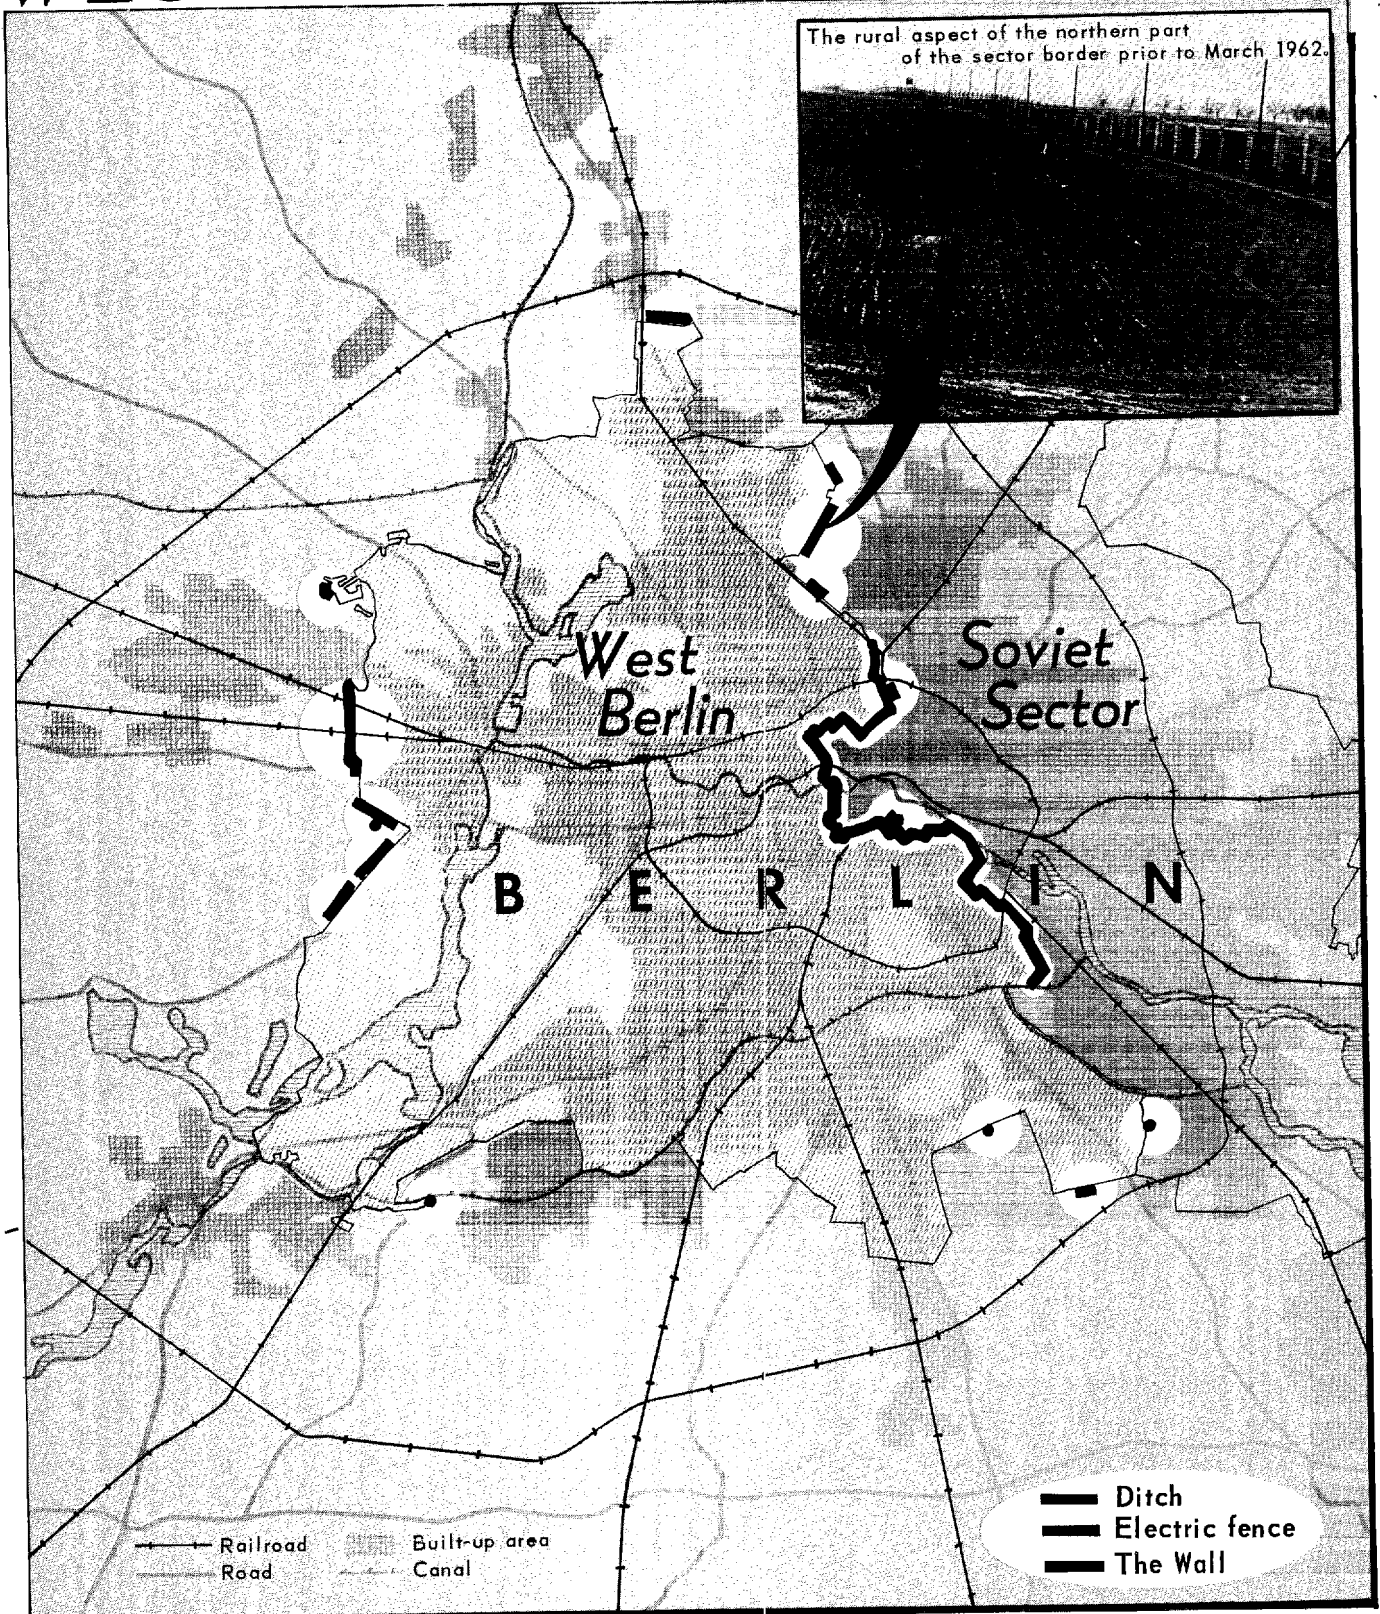 The rural aspect of the northern part
of the sector border prior to March 1962.
West
Berlin
Soviet
Sector
B E R L I N
Railroad
Road
Built-up area
Canal
Ditch
Electric fence
The Wall